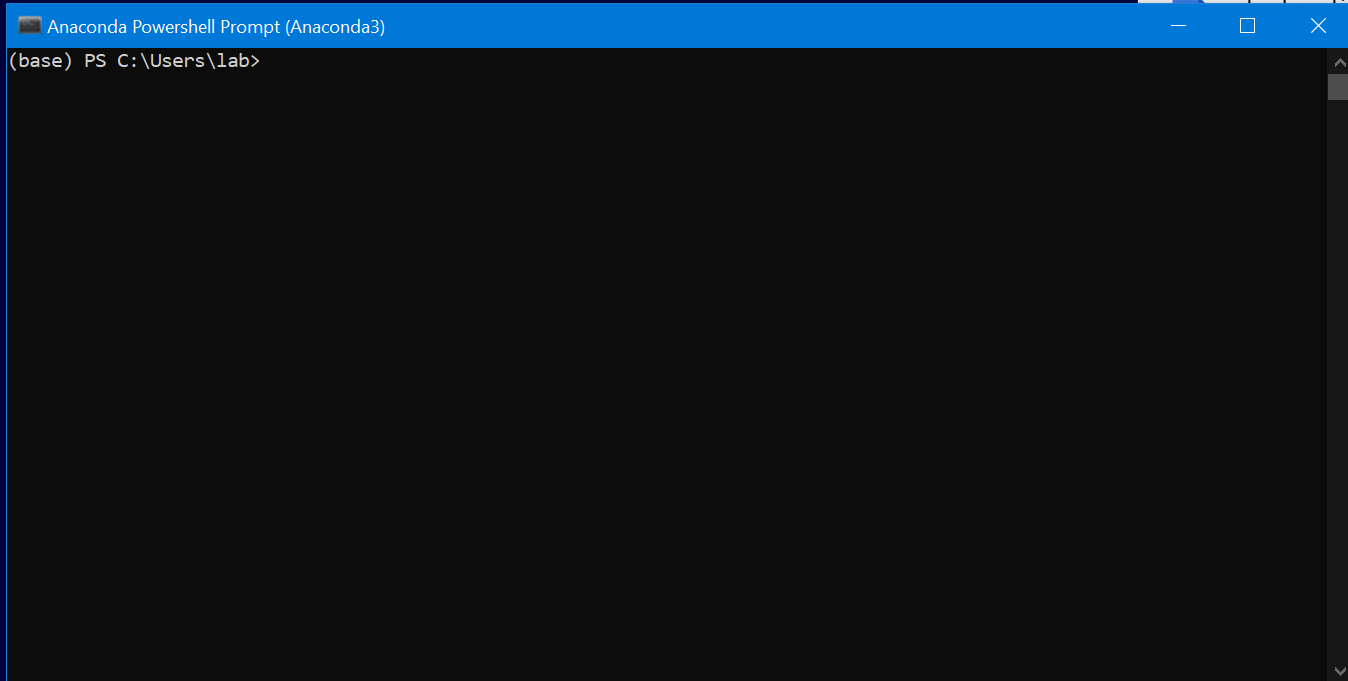 Anaconda Powershell Prompt (Anaconda3)
(base) PS C:\Users\lab>